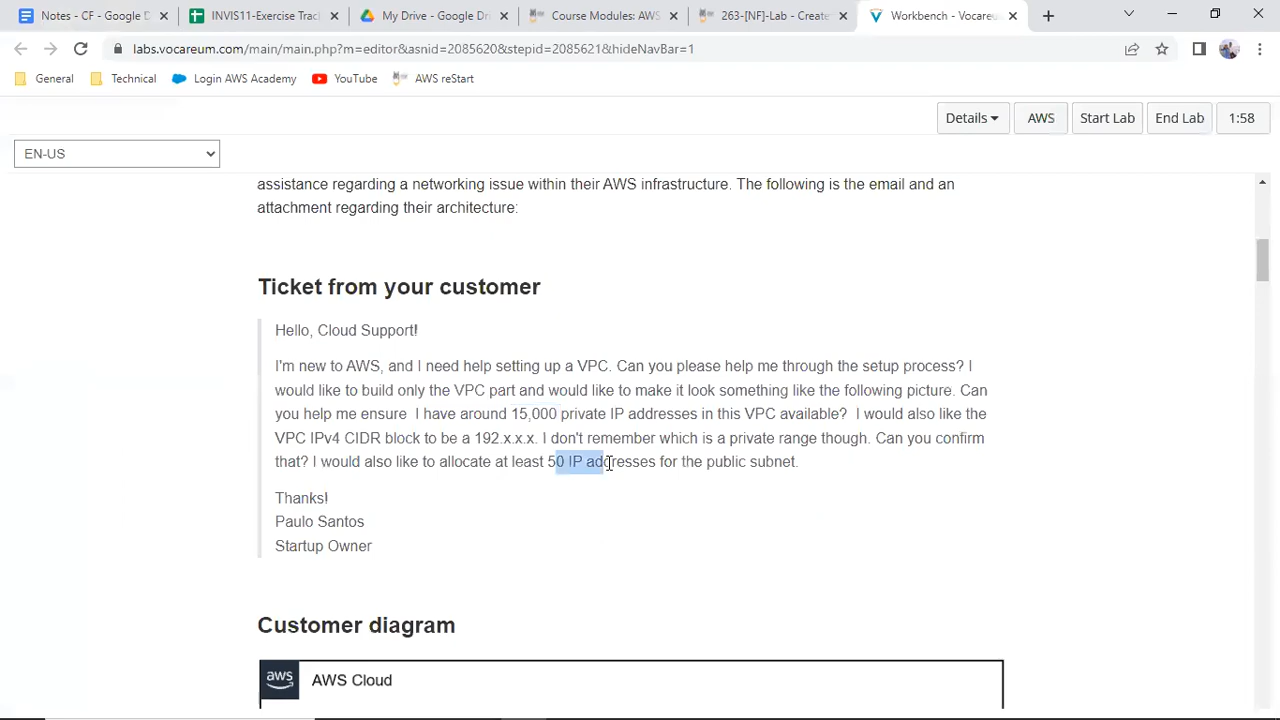 Notes - CF - Google D
INVIS11-Exercise Track
My Drive - Google Dri
Course Modules: AWS
263-[NF]-Lab - Create
Workbench - Vocareu
labs.vocareum.com/main/main.php?m=editor&asnid=2085620&stepid=2085621&hideNavBar=1
General
Technical
Login AWS Academy
YouTube
AWS reStart
Details
AWS
Start Lab
End Lab
1:58
EN-US
assistance regarding a networking issue within their AWS infrastructure. The following is the email and an
attachment regarding their architecture:
Ticket from your customer
Hello, Cloud Support!
I'm new to AWS, and I need help setting up a VPC. Can you please help me through the setup process? I
would like to build only the VPC part and would like to make it look something like the following picture. Can
you help me ensure  I have around 15,000 private IP addresses in this VPC available?  I would also like the
VPC IPv4 CIDR block to be a 192.x.x.x. I don't remember which is a private range though. Can you confirm
that? I would also like to allocate at least 50 IP addresses for the public subnet.
Thanks!
Paulo Santos
Startup Owner
Customer diagram
aws
AWS Cloud